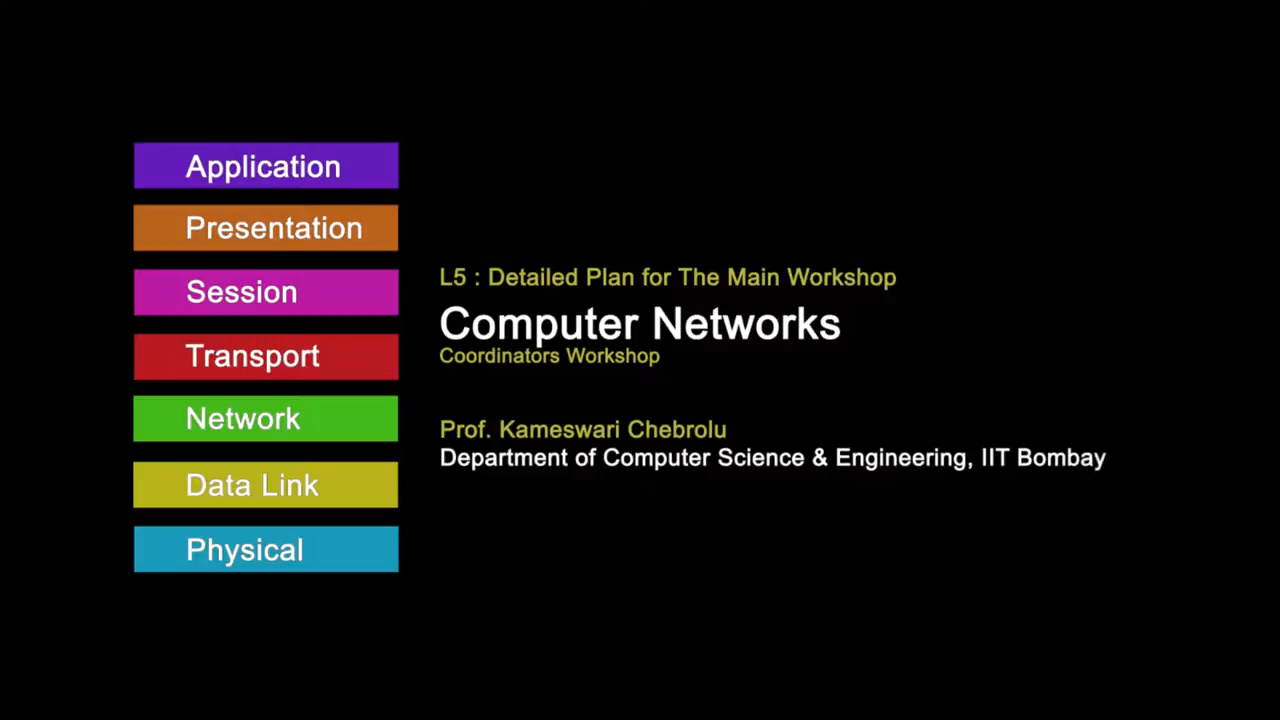 Application
Presentation
Session
Transport
Network
Data Link
Physical
L5 : Detailed Plan for The Main Workshop
Computer Networks
Coordinators Workshop
Prof. Kameswari Chebrolu
Department of Computer Science & Engineering, IIT Bombay